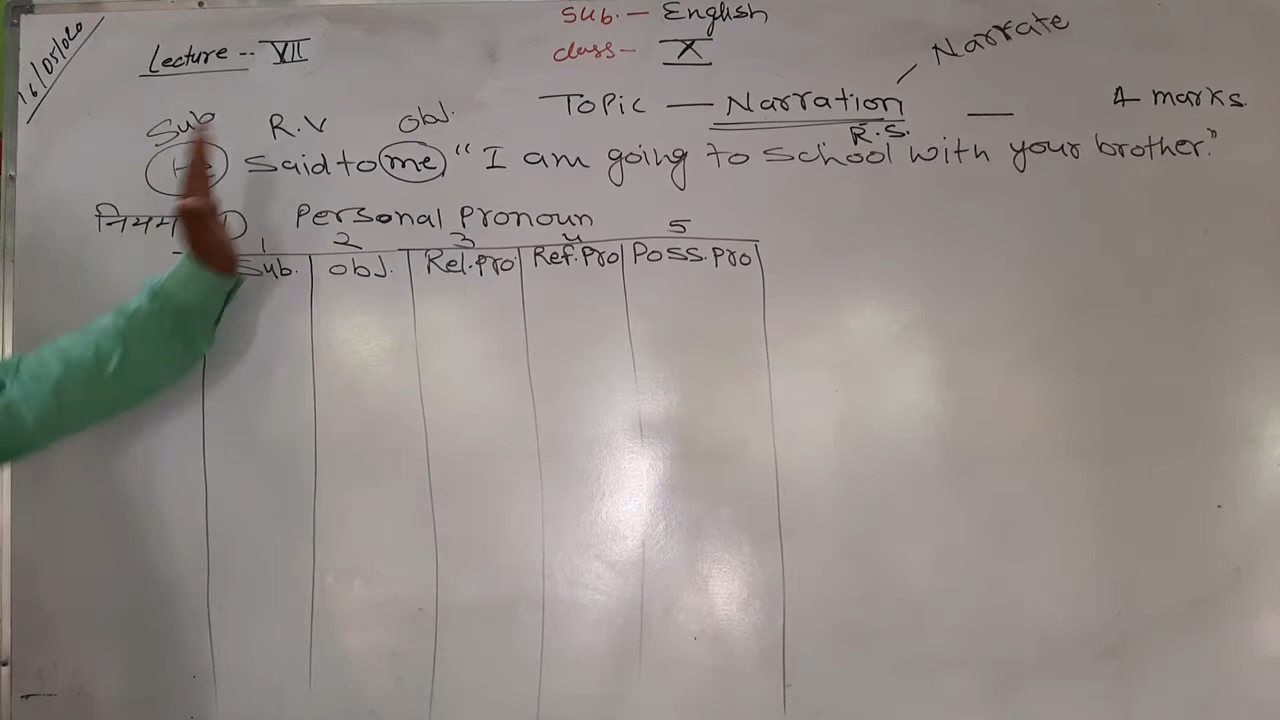 16/05/020
Sub. - English
Lecture -- VII
class - X
Narrate
Topic — Narration — 4 marks.
Sub R.V obj. R.S.
He said to me "I am going to school with your brother."
नियम 1 Personal Pronoun
1 2 3 4 5
Sub. obj. Rel.pro Ref.pro Poss.pro